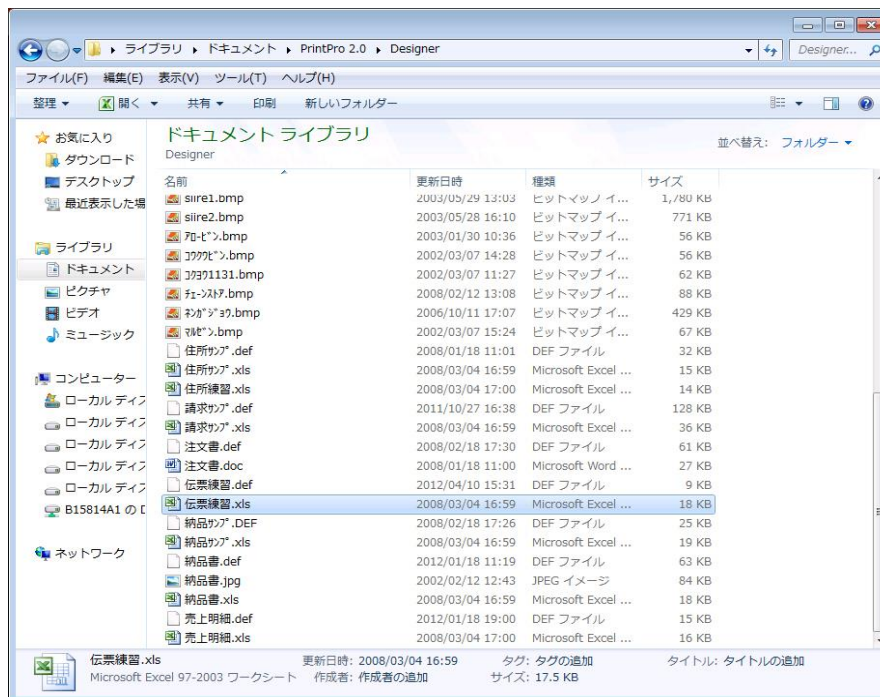 ライブラリ ▸ ドキュメント ▸ PrintPro 2.0 ▸ Designer
Designer...
ファイル(F) 編集(E) 表示(V) ツール(T) ヘルプ(H)
整理 開く 共有 印刷 新しいフォルダー
お気に入り
ダウンロード
デスクトップ
最近表示した場
ライブラリ
ドキュメント
ピクチャ
ビデオ
ミュージック
コンピューター
ローカル ディス
ローカル ディス
ローカル ディス
ローカル ディス
ローカル ディス
B15814A1 の D
ネットワーク
ドキュメント ライブラリ
Designer
並べ替え: フォルダー
名前 更新日時 種類 サイズ
siire1.bmp 2003/05/29 13:03 ビットマップ イ... 1,780 KB
siire2.bmp 2003/05/28 16:10 ビットマップ イ... 771 KB
ｱﾛｰﾋﾞﾝ.bmp 2003/01/30 10:36 ビットマップ イ... 56 KB
ｺｳｸｳﾋﾞﾝ.bmp 2002/03/07 14:28 ビットマップ イ... 56 KB
ｺｸﾖｳ1131.bmp 2002/03/07 11:27 ビットマップ イ... 62 KB
ﾁｪｰﾝｽﾄｱ.bmp 2008/02/12 13:08 ビットマップ イ... 88 KB
ﾈﾝｶﾞｼﾞｮｳ.bmp 2006/10/11 17:07 ビットマップ イ... 429 KB
ﾏﾙﾋﾞﾝ.bmp 2002/03/07 15:24 ビットマップ イ... 67 KB
住所ｻﾝﾌﾟ.def 2008/01/18 11:01 DEF ファイル 32 KB
住所ｻﾝﾌﾟ.xls 2008/03/04 16:59 Microsoft Excel ... 15 KB
住所練習.xls 2008/03/04 17:00 Microsoft Excel ... 14 KB
請求ｻﾝﾌﾟ.def 2011/10/27 16:38 DEF ファイル 128 KB
請求ｻﾝﾌﾟ.xls 2008/03/04 16:59 Microsoft Excel ... 36 KB
注文書.def 2008/02/18 17:30 DEF ファイル 61 KB
注文書.doc 2008/01/18 11:00 Microsoft Word ... 27 KB
伝票練習.def 2012/04/10 15:31 DEF ファイル 9 KB
伝票練習.xls 2008/03/04 16:59 Microsoft Excel ... 18 KB
納品ｻﾝﾌﾟ.DEF 2008/02/18 17:26 DEF ファイル 25 KB
納品ｻﾝﾌﾟ.xls 2008/03/04 16:59 Microsoft Excel ... 19 KB
納品書.def 2012/01/18 11:19 DEF ファイル 63 KB
納品書.jpg 2002/02/12 12:43 JPEG イメージ 84 KB
納品書.xls 2008/03/04 16:59 Microsoft Excel ... 18 KB
売上明細.def 2012/01/18 19:00 DEF ファイル 15 KB
売上明細.xls 2008/03/04 17:00 Microsoft Excel ... 16 KB
伝票練習.xls 更新日時: 2008/03/04 16:59 タグ: タグの追加 タイトル: タイトルの追加
Microsoft Excel 97-2003 ワークシート 作成者: 作成者の追加 サイズ: 17.5 KB